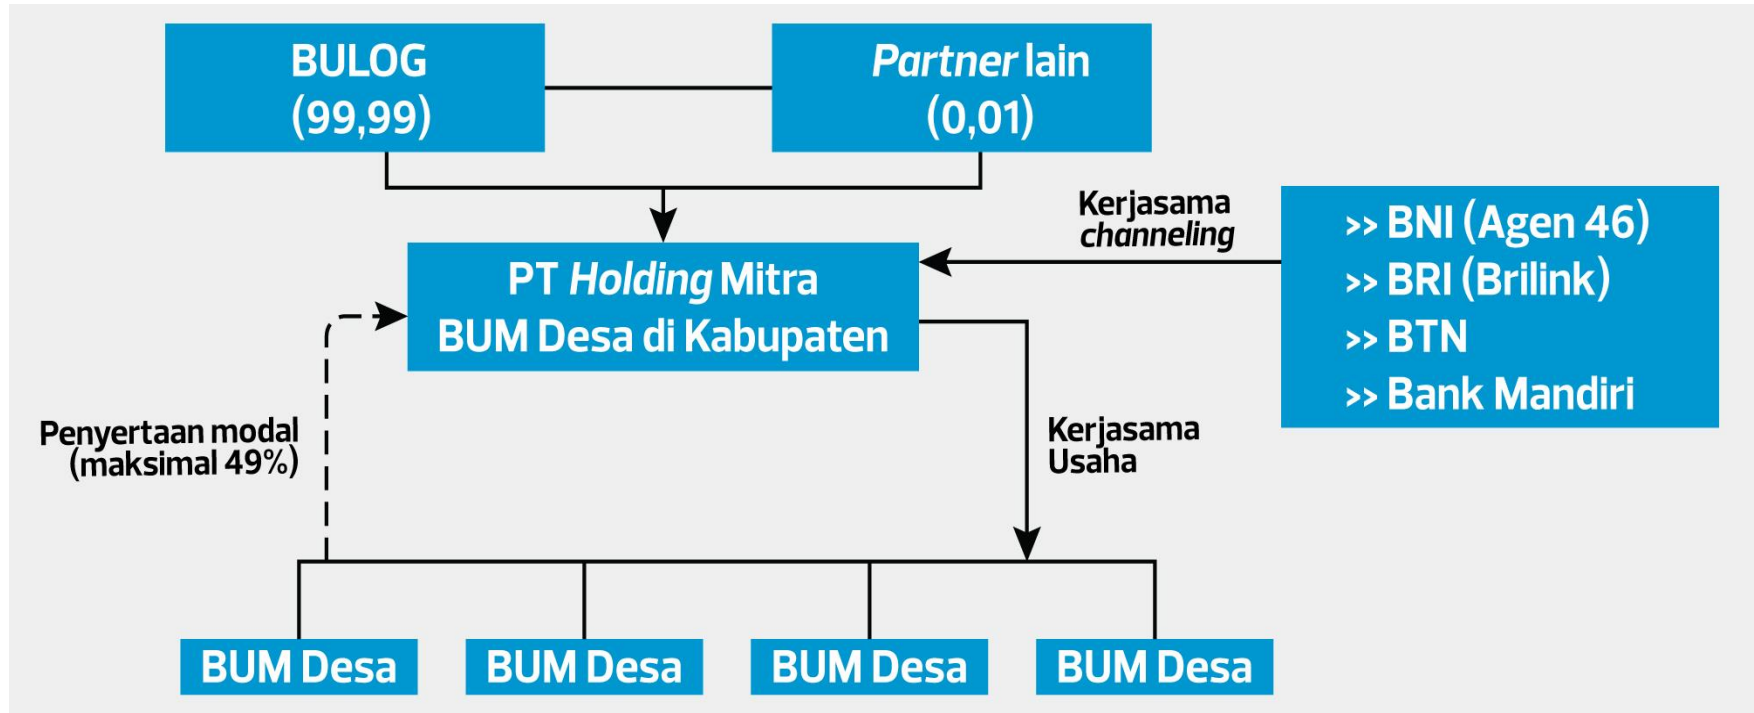 BULOG
(99,99)
Partner lain
(0,01)
Kerjasama
channeling
>> BNI (Agen 46)
>> BRI (Brilink)
>> BTN
>> Bank Mandiri
PT Holding Mitra
BUM Desa di Kabupaten
Penyertaan modal
(maksimal 49%)
Kerjasama
Usaha
BUM Desa
BUM Desa
BUM Desa
BUM Desa